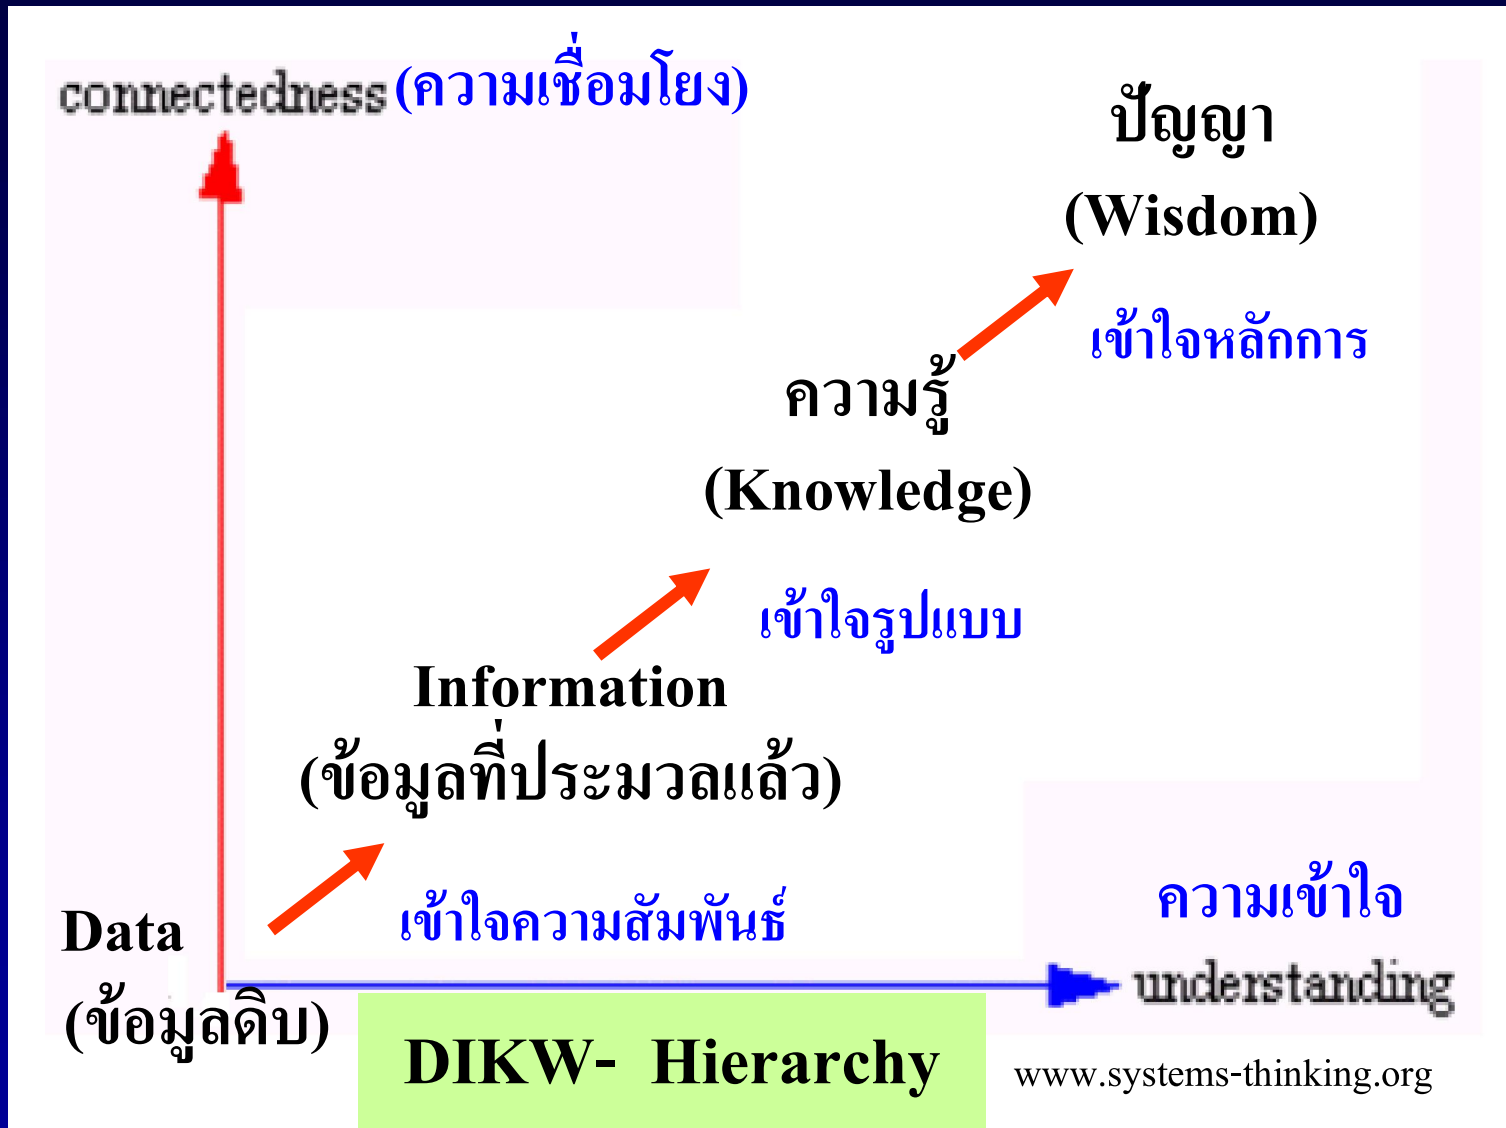 connectedness (ความเชื่อมโยง)
ปัญญา
(Wisdom)
เข้าใจหลักการ
ความรู้
(Knowledge)
เข้าใจรูปแบบ
Information
(ข้อมูลที่ประมวลแล้ว)
เข้าใจความสัมพันธ์
Data
(ข้อมูลดิบ)
ความเข้าใจ
understanding
DIKW- Hierarchy
www.systems-thinking.org